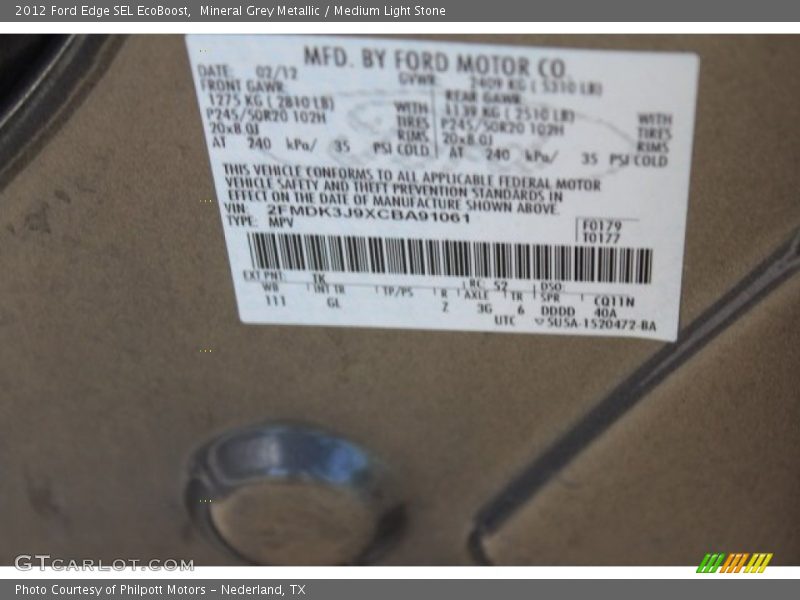 2012 Ford Edge SEL EcoBoost, Mineral Grey Metallic / Medium Light Stone
MFD. BY FORD MOTOR CO.
DATE: 02/12 GVWR: 2409 KG ( 5310 LB)
FRONT GAWR: REAR GAWR:
1275 KG ( 2810 LB) WITH 1139 KG ( 2510 LB) WITH
P245/50R20 102H TIRES P245/50R20 102H TIRES
20x8.0J RIMS 20x8.0J RIMS
AT 240 kPa/ 35 PSI COLD AT 240 kPa/ 35 PSI COLD
THIS VEHICLE CONFORMS TO ALL APPLICABLE FEDERAL MOTOR
VEHICLE SAFETY AND THEFT PREVENTION STANDARDS IN
EFFECT ON THE DATE OF MANUFACTURE SHOWN ABOVE.
VIN: 2FMDK3J9XCBA91061
TYPE: MPV
F0179
T0177
EXT PNT: TK RC: 52 DSO:
WB INT TR TP/PS R AXLE TR SPR CQ11N
111 GL Z 3G 6 DDDD 40A
UTC ▽5USA-1520472-BA
GTCARLOT.COM
Photo Courtesy of Philpott Motors - Nederland, TX